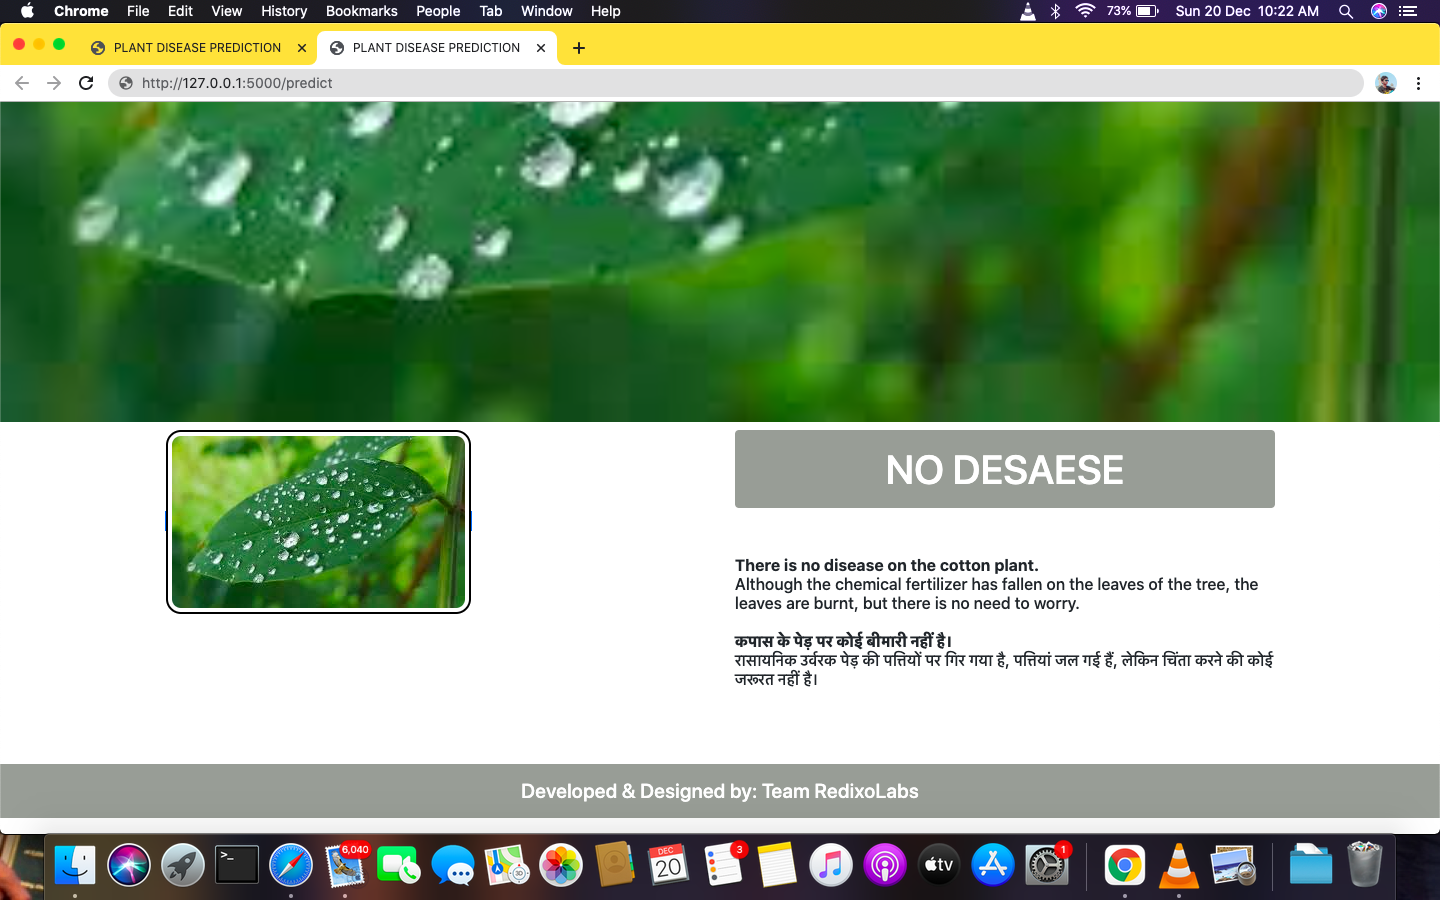 Chrome File Edit View History Bookmarks People Tab Window Help 73% Sun 20 Dec 10:22 AM
PLANT DISEASE PREDICTION PLANT DISEASE PREDICTION
http://127.0.0.1:5000/predict
NO DESAESE
There is no disease on the cotton plant.
Although the chemical fertilizer has fallen on the leaves of the tree, the
leaves are burnt, but there is no need to worry.
कपास के पेड़ पर कोई बीमारी नहीं है।
रासायनिक उर्वरक पेड़ की पत्तियों पर गिर गया है, पत्तियां जल गई हैं, लेकिन चिंता करने की कोई
जरूरत नहीं है।
Developed & Designed by: Team RedixoLabs
>_ 6,040 3D DEC 20 3 tv 1